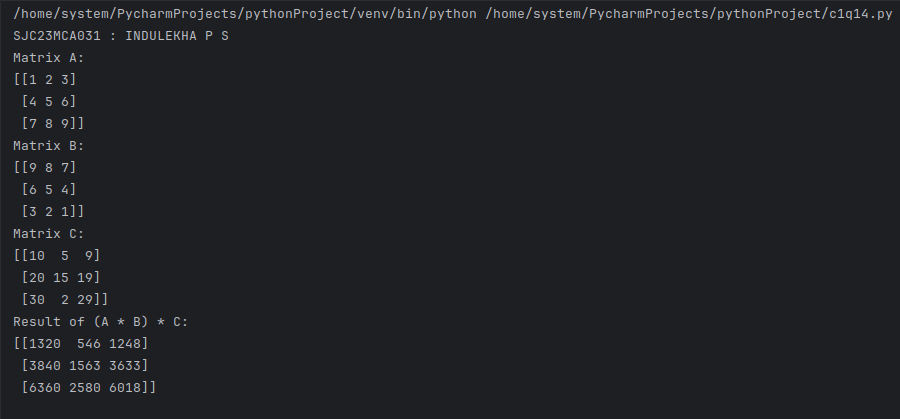 /home/system/PycharmProjects/pythonProject/venv/bin/python /home/system/PycharmProjects/pythonProject/c1q14.py
SJC23MCA031 : INDULEKHA P S
Matrix A:
[[1 2 3]
 [4 5 6]
 [7 8 9]]
Matrix B:
[[9 8 7]
 [6 5 4]
 [3 2 1]]
Matrix C:
[[10  5  9]
 [20 15 19]
 [30  2 29]]
Result of (A * B) * C:
[[1320  546 1248]
 [3840 1563 3633]
 [6360 2580 6018]]